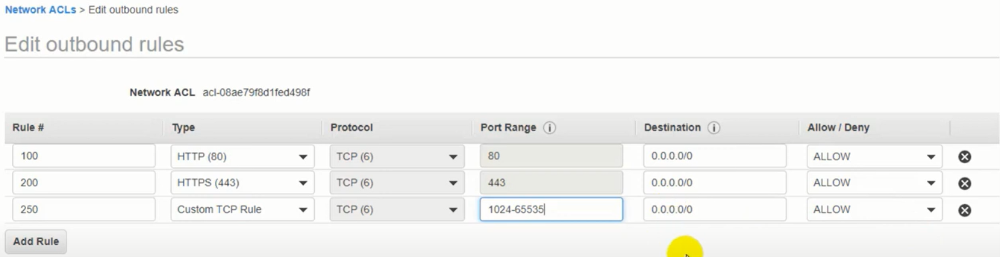 Network ACLs > Edit outbound rules
Edit outbound rules
Network ACL acl-08ae79f8d1fed498f
Rule # Type Protocol Port Range i Destination i Allow / Deny
100 HTTP (80) TCP (6) 80 0.0.0.0/0 ALLOW
200 HTTPS (443) TCP (6) 443 0.0.0.0/0 ALLOW
250 Custom TCP Rule TCP (6) 1024-65535 0.0.0.0/0 ALLOW
Add Rule